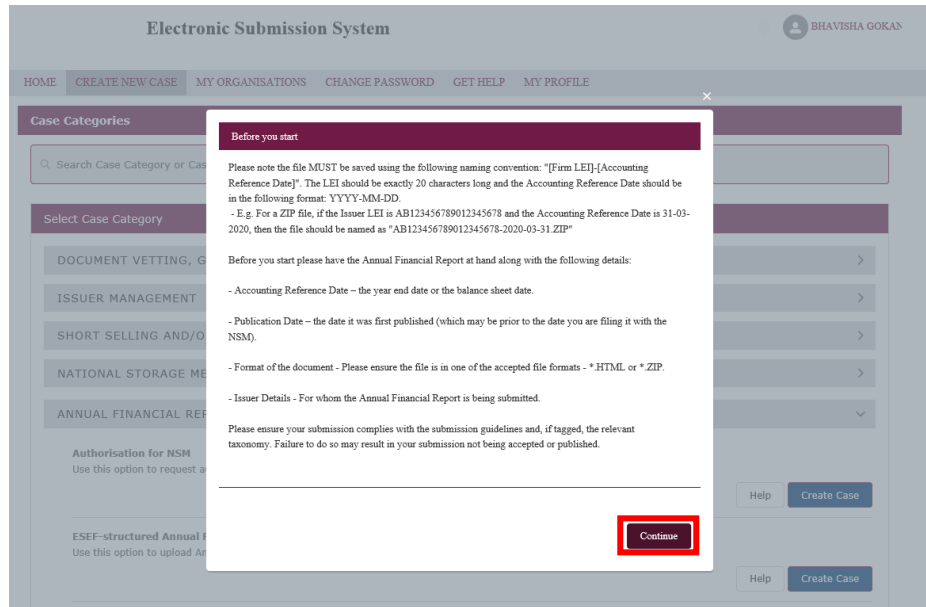 Electronic Submission System
BHAVISHA GOKAN
HOME CREATE NEW CASE MY ORGANISATIONS CHANGE PASSWORD GET HELP MY PROFILE
×
Case Categories
Before you start
Search Case Category or Cas
Please note the file MUST be saved using the following naming convention: "[Firm LEI]-[Accounting
Reference Date]". The LEI should be exactly 20 characters long and the Accounting Reference Date should be
in the following format: YYYY-MM-DD.
- E.g. For a ZIP file, if the Issuer LEI is AB123456789012345678 and the Accounting Reference Date is 31-03-
2020, then the file should be named as "AB123456789012345678-2020-03-31.ZIP"
Before you start please have the Annual Financial Report at hand along with the following details:
- Accounting Reference Date – the year end date or the balance sheet date.
- Publication Date – the date it was first published (which may be prior to the date you are filing it with the
NSM).
- Format of the document - Please ensure the file is in one of the accepted file formats - *.HTML or *.ZIP.
- Issuer Details - For whom the Annual Financial Report is being submitted.
Please ensure your submission complies with the submission guidelines and, if tagged, the relevant
taxonomy. Failure to do so may result in your submission not being accepted or published.
Continue
Select Case Category
DOCUMENT VETTING, G
ISSUER MANAGEMENT
SHORT SELLING AND/O
NATIONAL STORAGE ME
ANNUAL FINANCIAL REP
Authorisation for NSM
Use this option to request a
Help Create Case
ESEF-structured Annual F
Use this option to upload An
Help Create Case